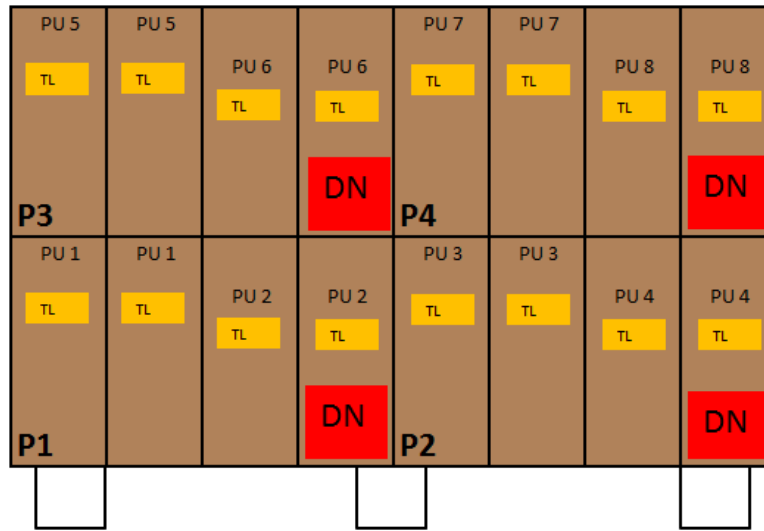 PU 5 PU 5 PU 6 PU 6 PU 7 PU 7 PU 8 PU 8
TL TL TL TL TL TL TL TL
DN DN
P3 P4
PU 1 PU 1 PU 2 PU 2 PU 3 PU 3 PU 4 PU 4
TL TL TL TL TL TL TL TL
DN DN
P1 P2